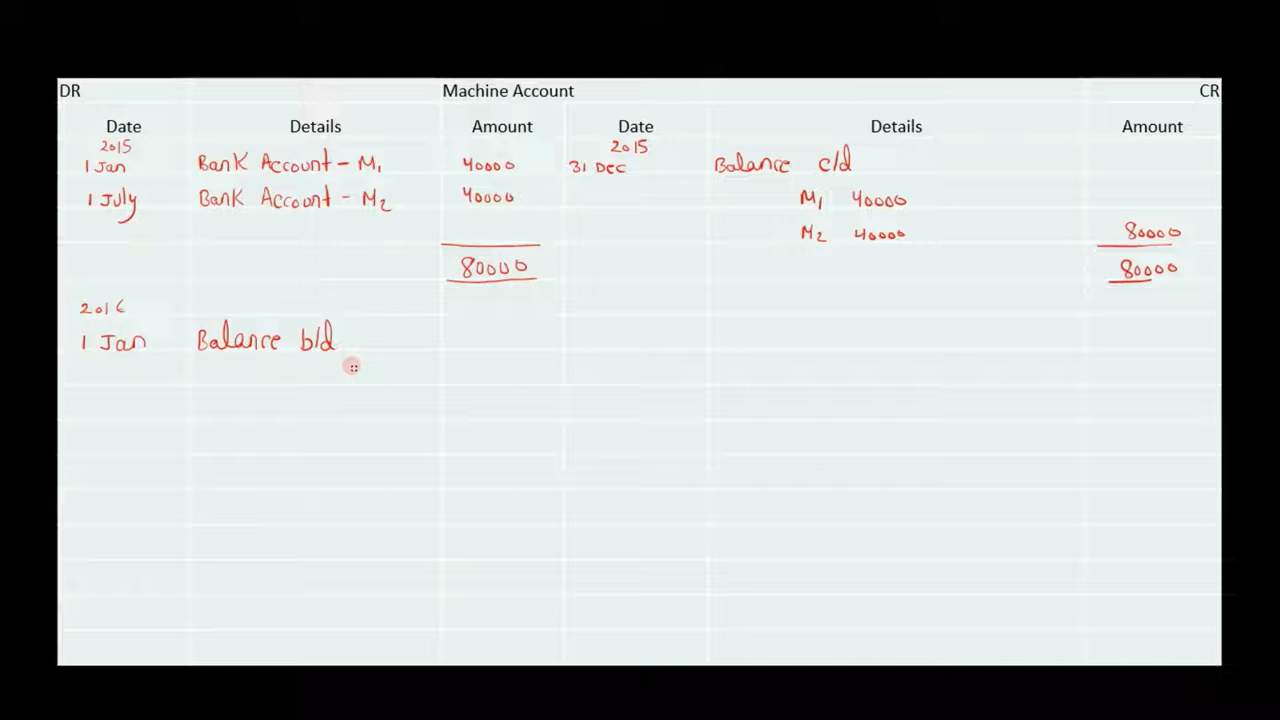 DR Machine Account CR
Date Details Amount Date Details Amount
2015 2015
1 Jan Bank Account - M1 40000 31 Dec Balance c/d
1 July Bank Account - M2 40000 M1 40000
M2 40000 80000
80000 80000
2016
1 Jan Balance b/d